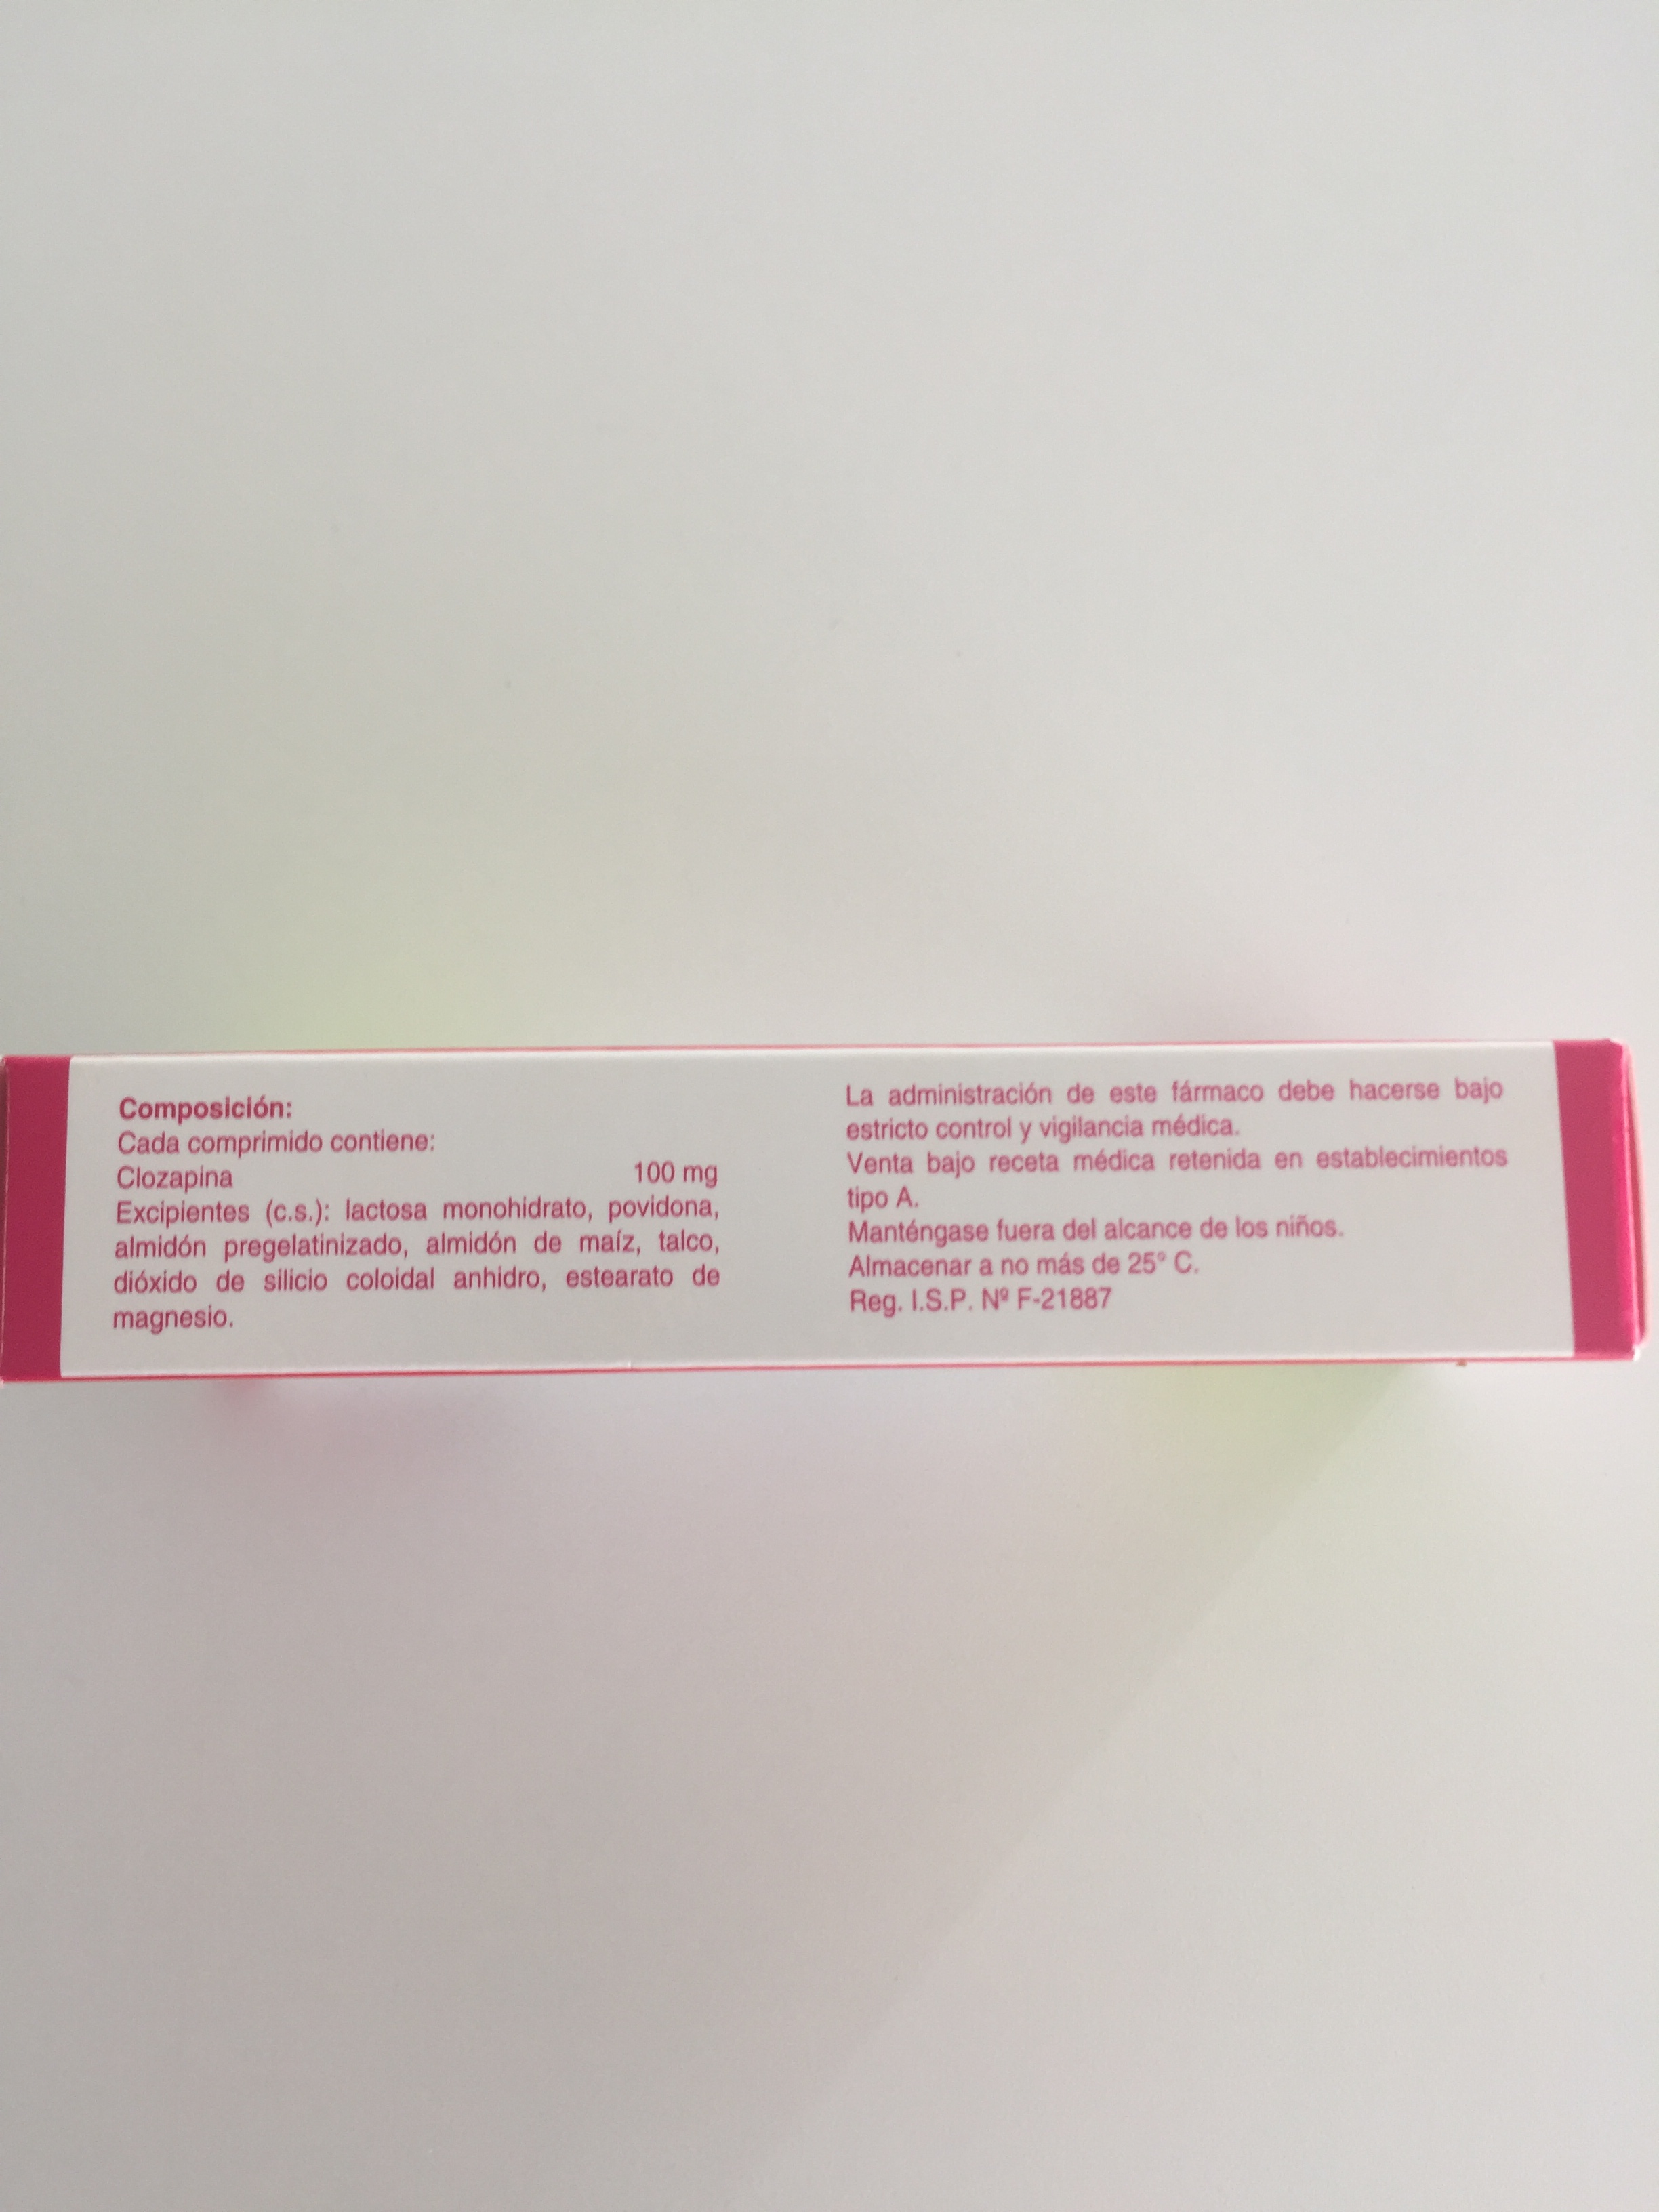 Composición:
Cada comprimido contiene:
Clozapina 100 mg
Excipientes (c.s.): lactosa monohidrato, povidona,
almidón pregelatinizado, almidón de maíz, talco,
dióxido de silicio coloidal anhidro, estearato de
magnesio.
La administración de este fármaco debe hacerse bajo
estricto control y vigilancia médica.
Venta bajo receta médica retenida en establecimientos
tipo A.
Manténgase fuera del alcance de los niños.
Almacenar a no más de 25° C.
Reg. I.S.P. Nº F-21887